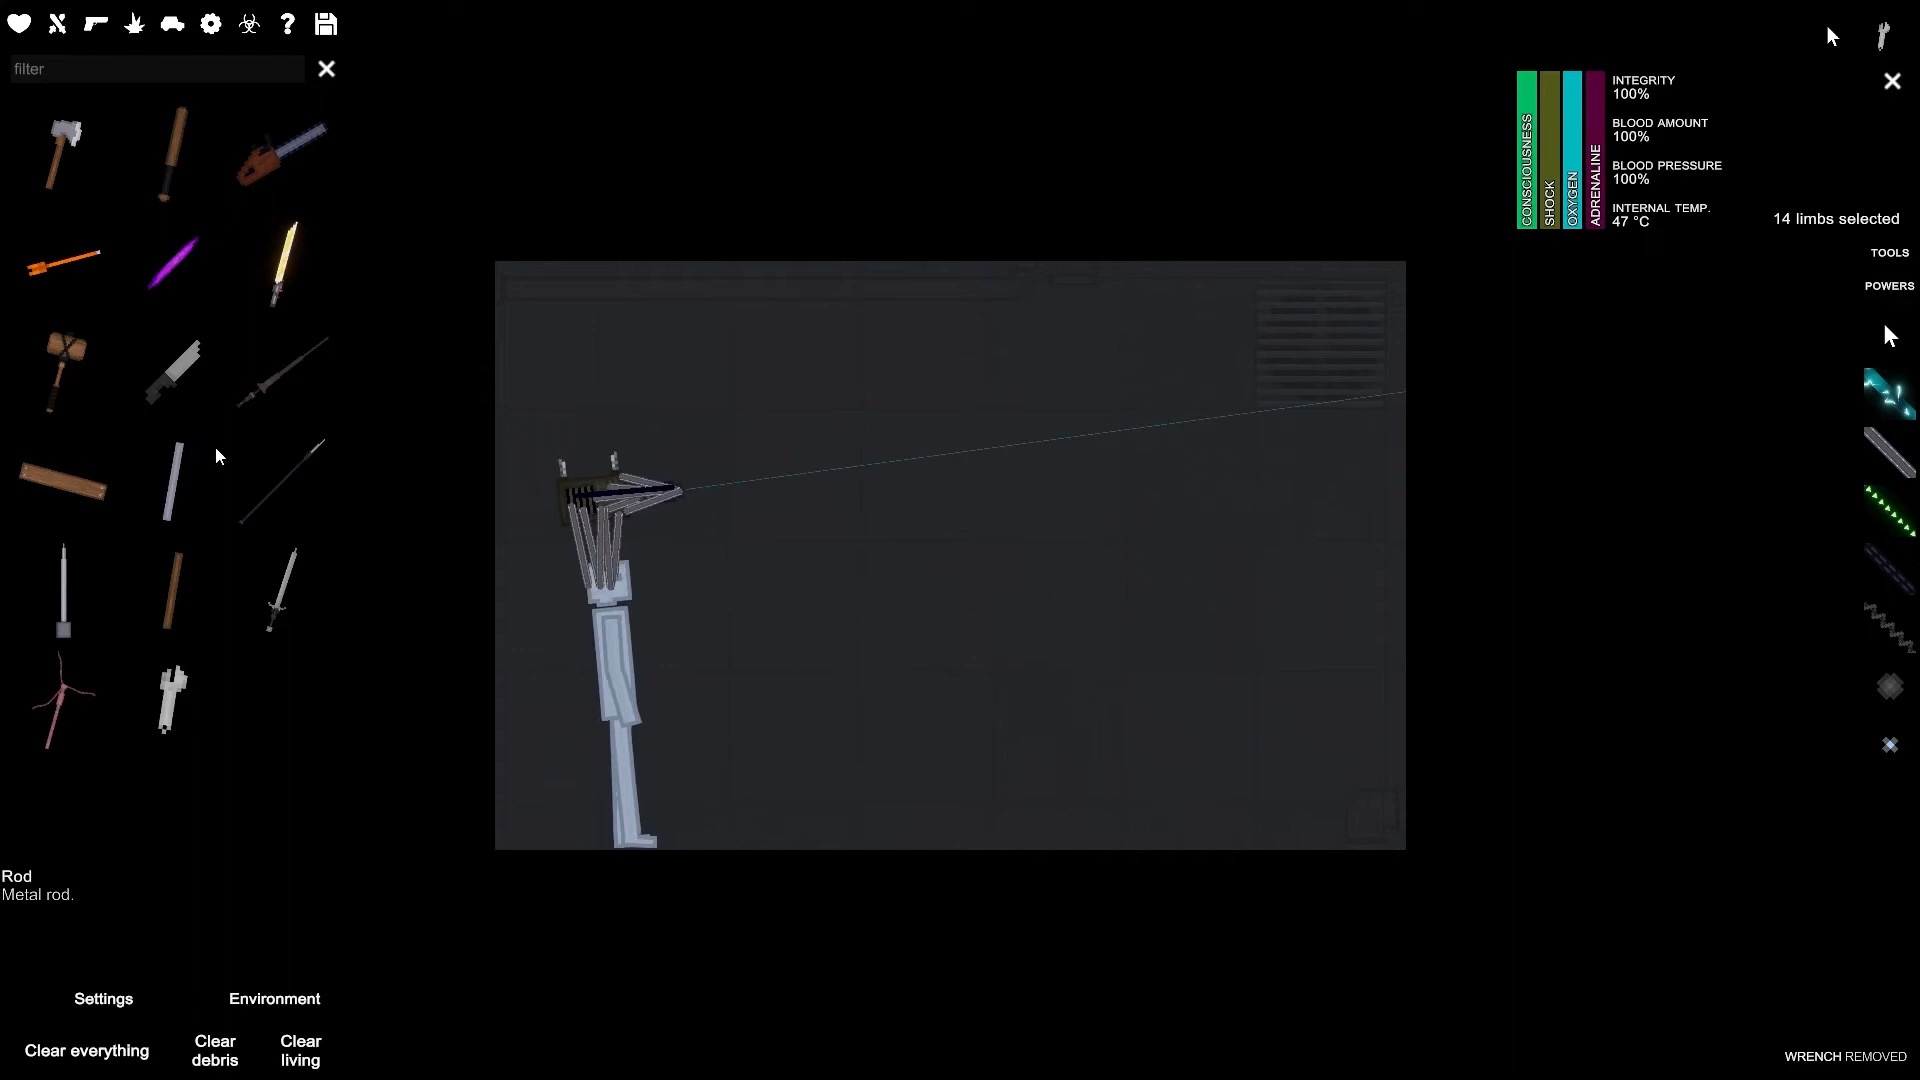 filter
INTEGRITY
100%
BLOOD AMOUNT
100%
BLOOD PRESSURE
100%
INTERNAL TEMP.
47 °C
CONSCIOUSNESS
SHOCK
OXYGEN
ADRENALINE
14 limbs selected
TOOLS
POWERS
Rod
Metal rod.
Settings
Environment
Clear everything
Clear
debris
Clear
living
WRENCH REMOVED